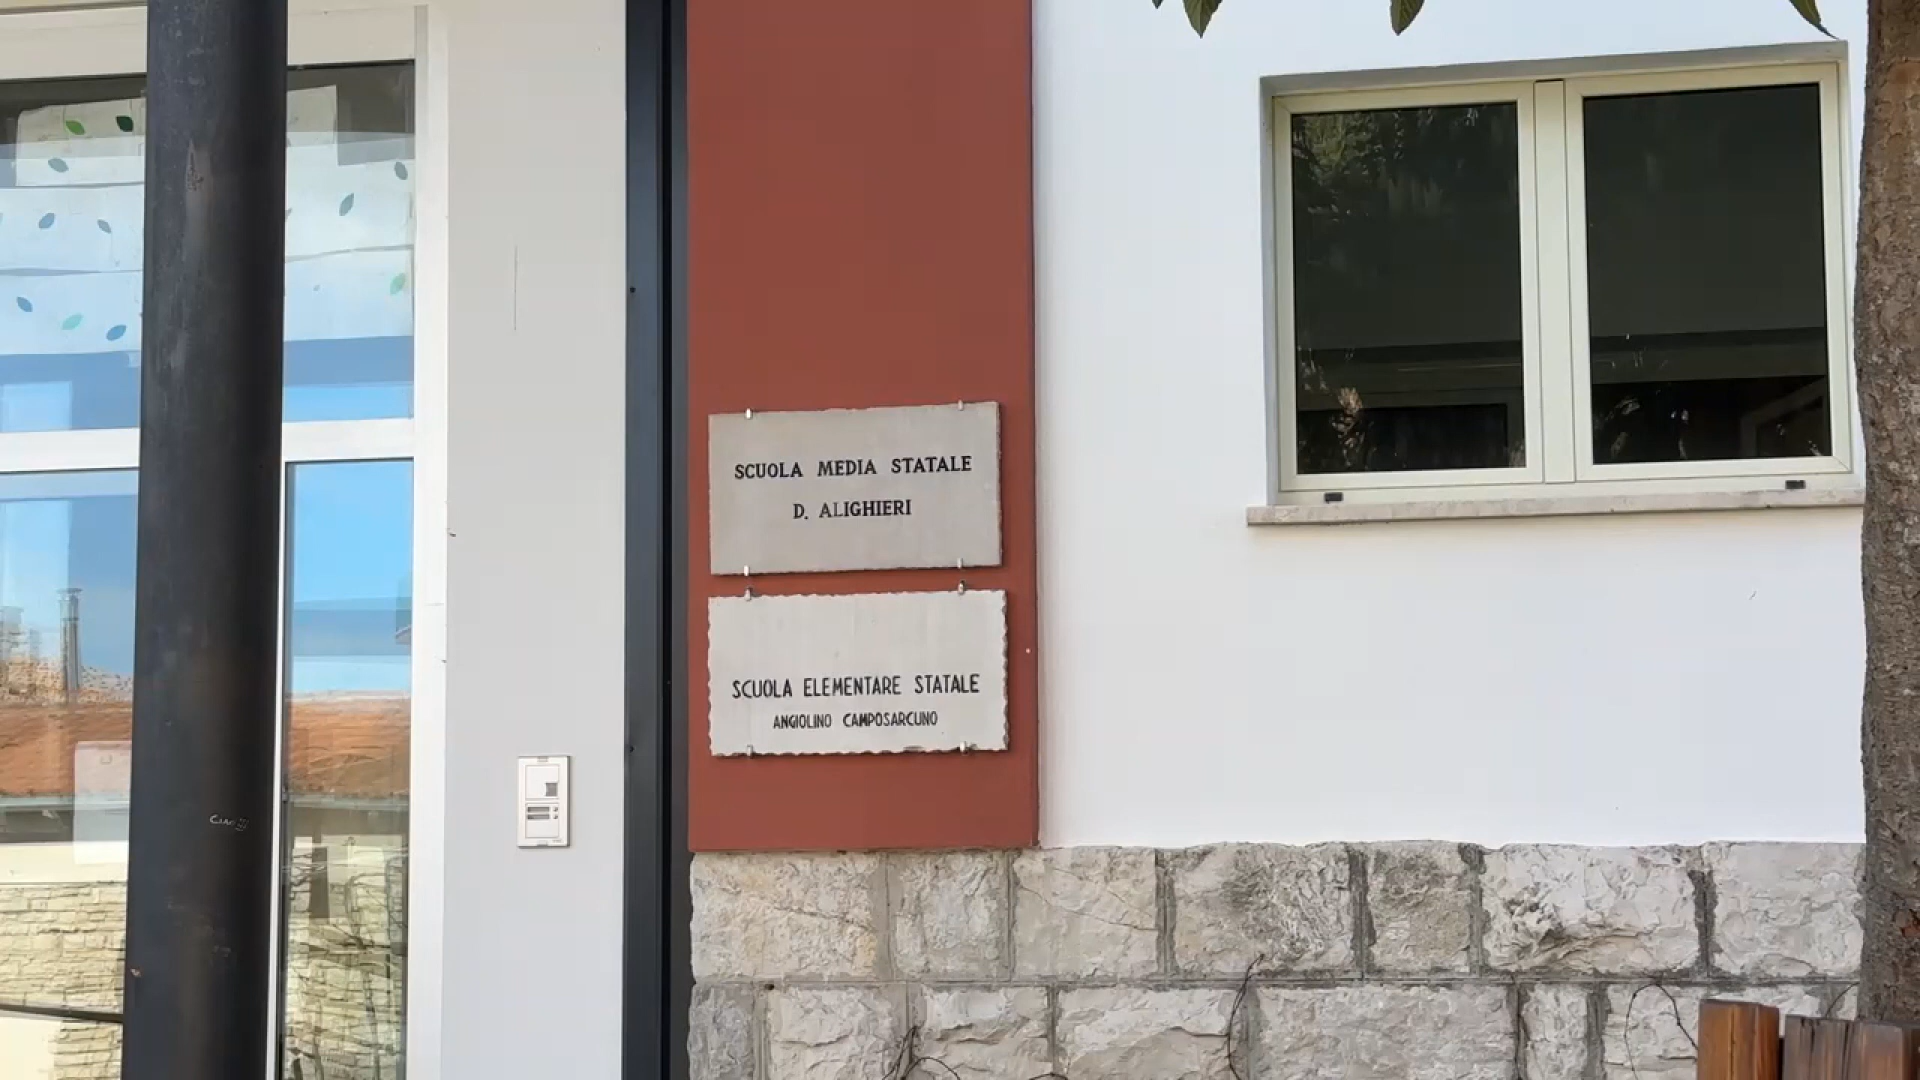 SCUOLA MEDIA STATALE
D. ALIGHIERI
SCUOLA ELEMENTARE STATALE
ANGIOLINO CAMPOSARCUNO